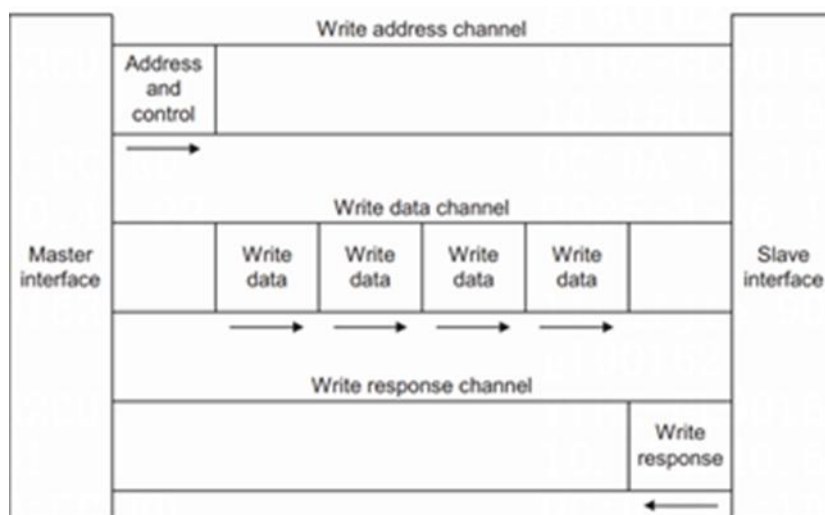 Write address channel
Address
and
control
Write data channel
Master
interface
Write
data
Write
data
Write
data
Write
data
Slave
interface
Write response channel
Write
response